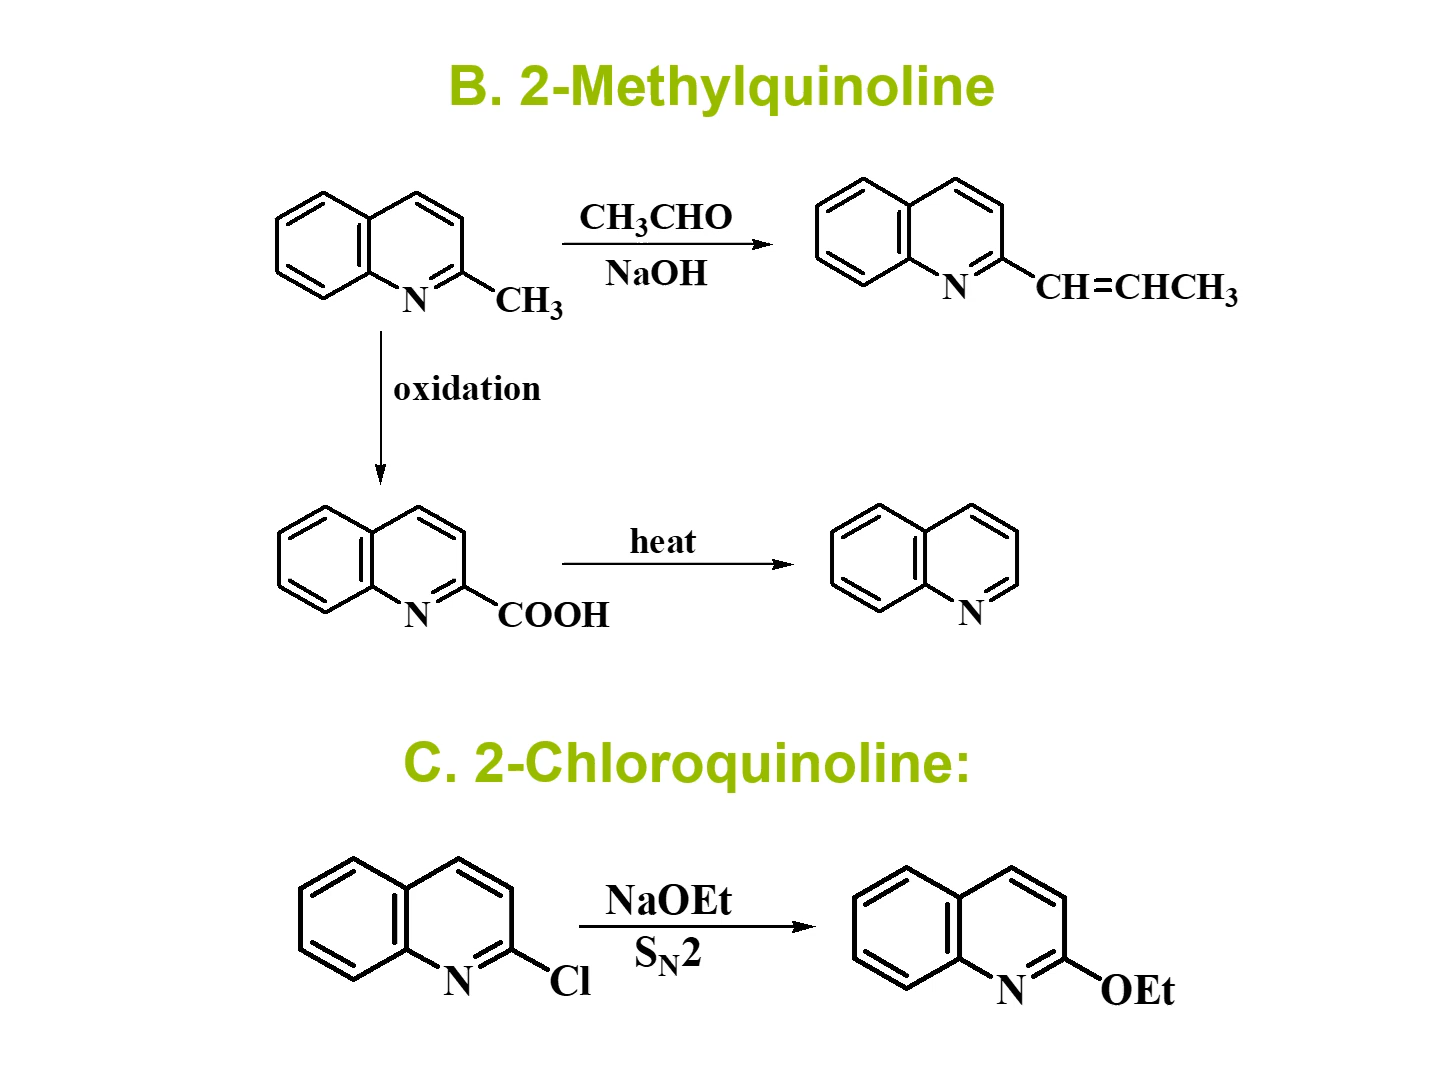 B. 2-Methylquinoline
CH3CHO
NaOH
N
CH3
N
CH=CHCH3
oxidation
heat
N
COOH
N
C. 2-Chloroquinoline:
NaOEt
SN2
N
Cl
N
OEt